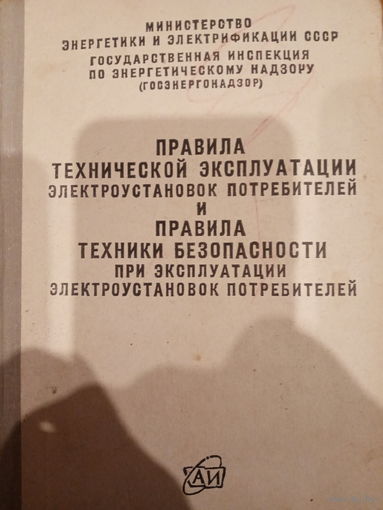 МИНИСТЕРСТВО
ЭНЕРГЕТИКИ И ЭЛЕКТРИФИКАЦИИ СССР
ГОСУДАРСТВЕННАЯ ИНСПЕКЦИЯ
ПО ЭНЕРГЕТИЧЕСКОМУ НАДЗОРУ
(ГОСЭНЕРГОНАДЗОР)
ПРАВИЛА
ТЕХНИЧЕСКОЙ ЭКСПЛУАТАЦИИ
ЭЛЕКТРОУСТАНОВОК ПОТРЕБИТЕЛЕЙ
И
ПРАВИЛА
ТЕХНИКИ БЕЗОПАСНОСТИ
ПРИ ЭКСПЛУАТАЦИИ
ЭЛЕКТРОУСТАНОВОК ПОТРЕБИТЕЛЕЙ
АИ